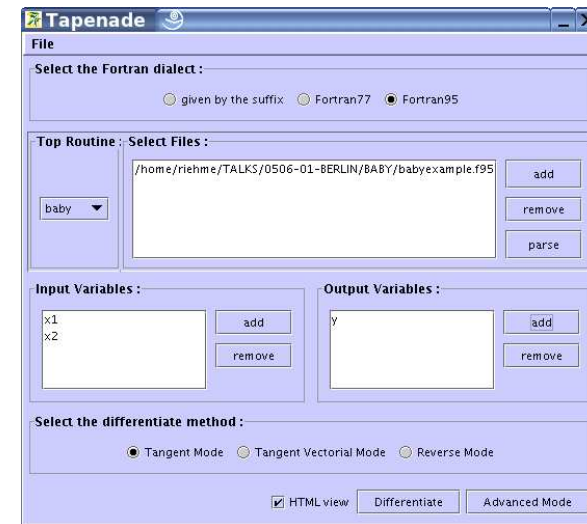 Tapenade
File
Select the Fortran dialect :
given by the suffix Fortran77 Fortran95
Top Routine : Select Files :
baby
/home/riehme/TALKS/0506-01-BERLIN/BABY/babyexample.f95
add
remove
parse
Input Variables :
x1
x2
add
remove
Output Variables :
y
add
remove
Select the differentiate method :
Tangent Mode Tangent Vectorial Mode Reverse Mode
HTML view Differentiate Advanced Mode